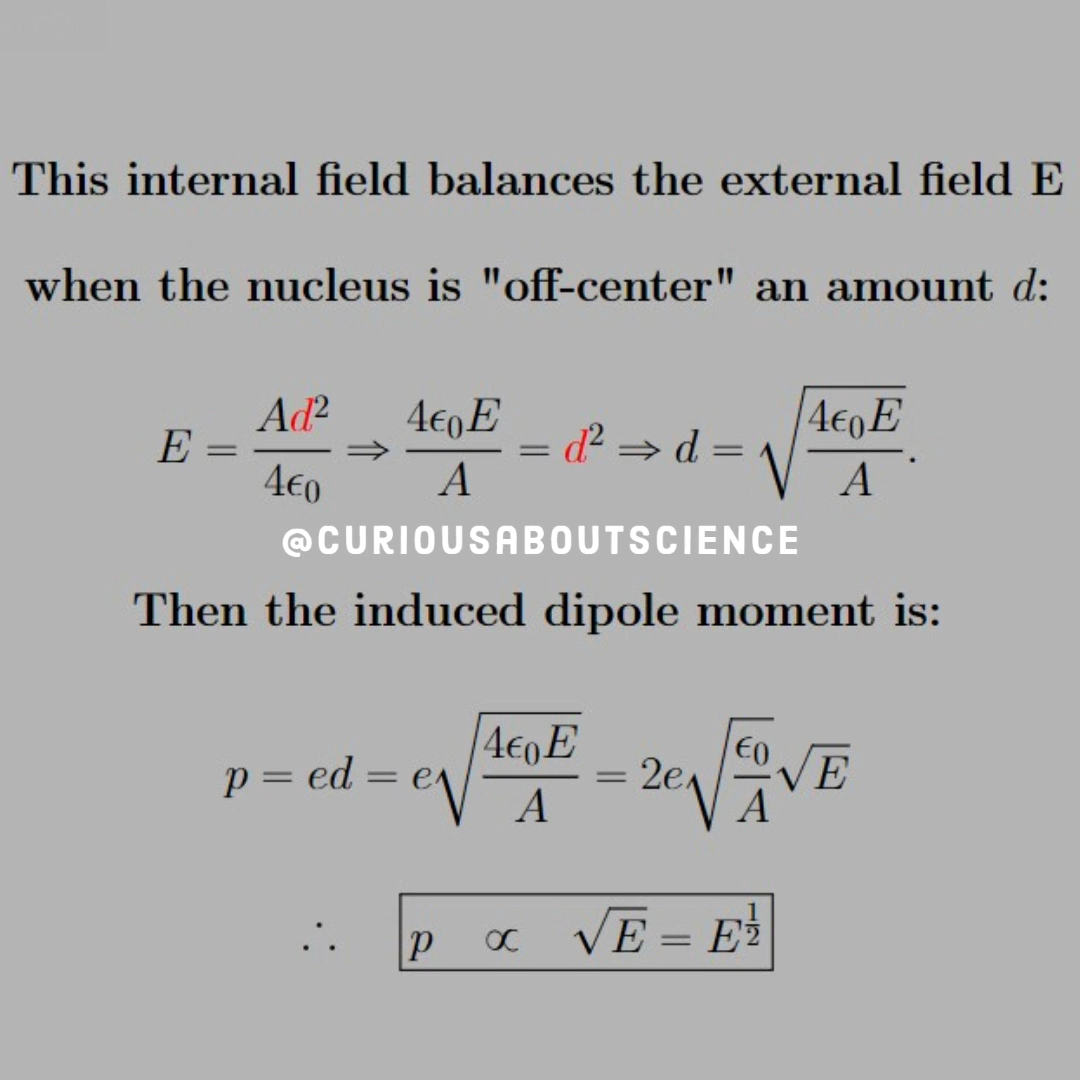 This internal field balances the external field E
when the nucleus is "off-center" an amount d:
E = Ad²/4ϵ₀ ⇒ 4ϵ₀E/A = d² ⇒ d = √(4ϵ₀E/A).
@CURIOUSABOUTSCIENCE
Then the induced dipole moment is:
p = ed = e√(4ϵ₀E/A) = 2e√(ϵ₀/A)√E
∴ p ∝ √E = E^(1/2)